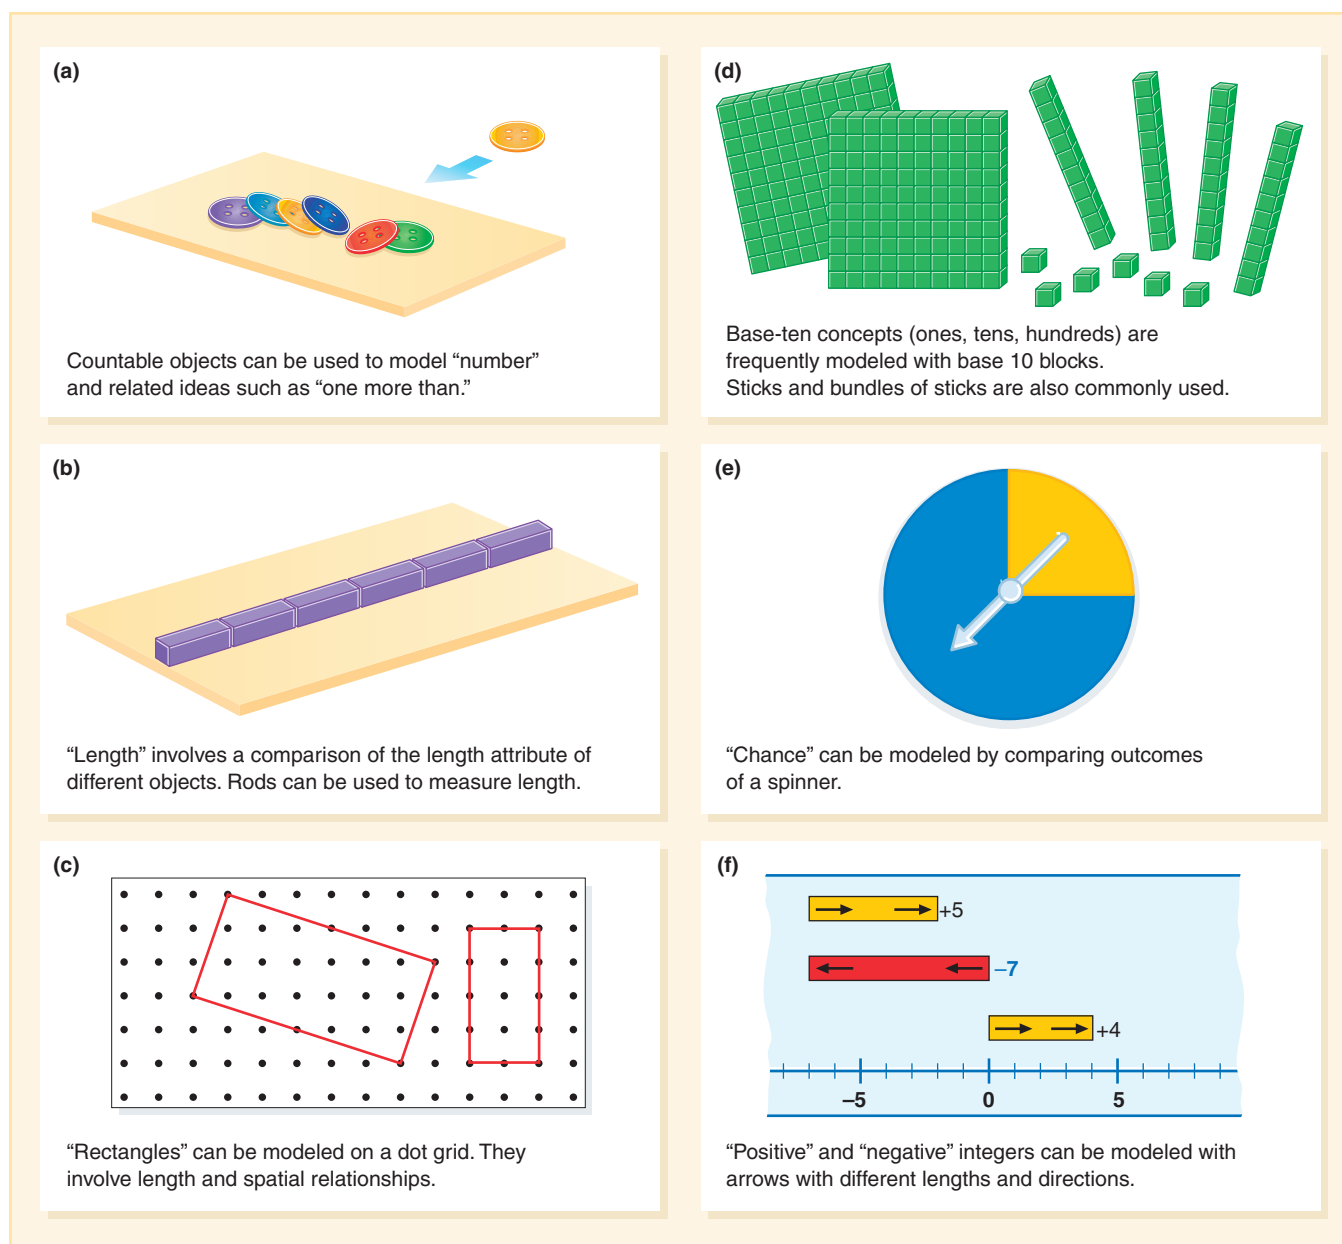 (a)
Countable objects can be used to model “number”
and related ideas such as “one more than.”
(b)
“Length” involves a comparison of the length attribute of
different objects. Rods can be used to measure length.
(c)
“Rectangles” can be modeled on a dot grid. They
involve length and spatial relationships.
(d)
Base-ten concepts (ones, tens, hundreds) are
frequently modeled with base 10 blocks.
Sticks and bundles of sticks are also commonly used.
(e)
“Chance” can be modeled by comparing outcomes
of a spinner.
(f)
+5
–7
+4
–5 0 5
“Positive” and “negative” integers can be modeled with
arrows with different lengths and directions.